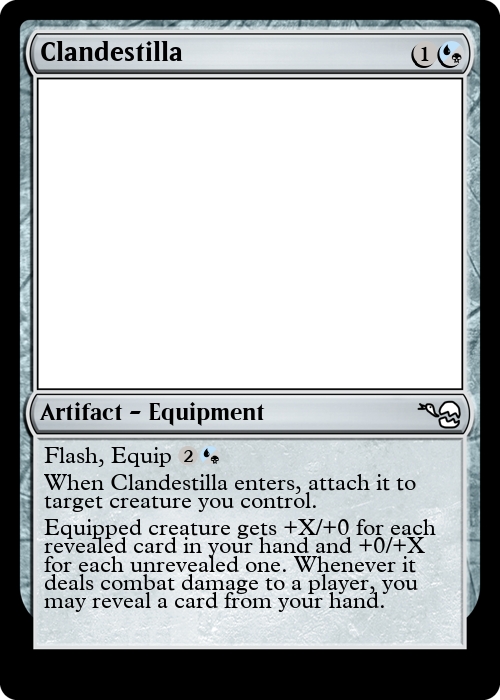 Clandestilla 1
Artifact – Equipment
Flash, Equip 2
When Clandestilla enters, attach it to
target creature you control.
Equipped creature gets +X/+0 for each
revealed card in your hand and +0/+X
for each unrevealed one. Whenever it
deals combat damage to a player, you
may reveal a card from your hand.